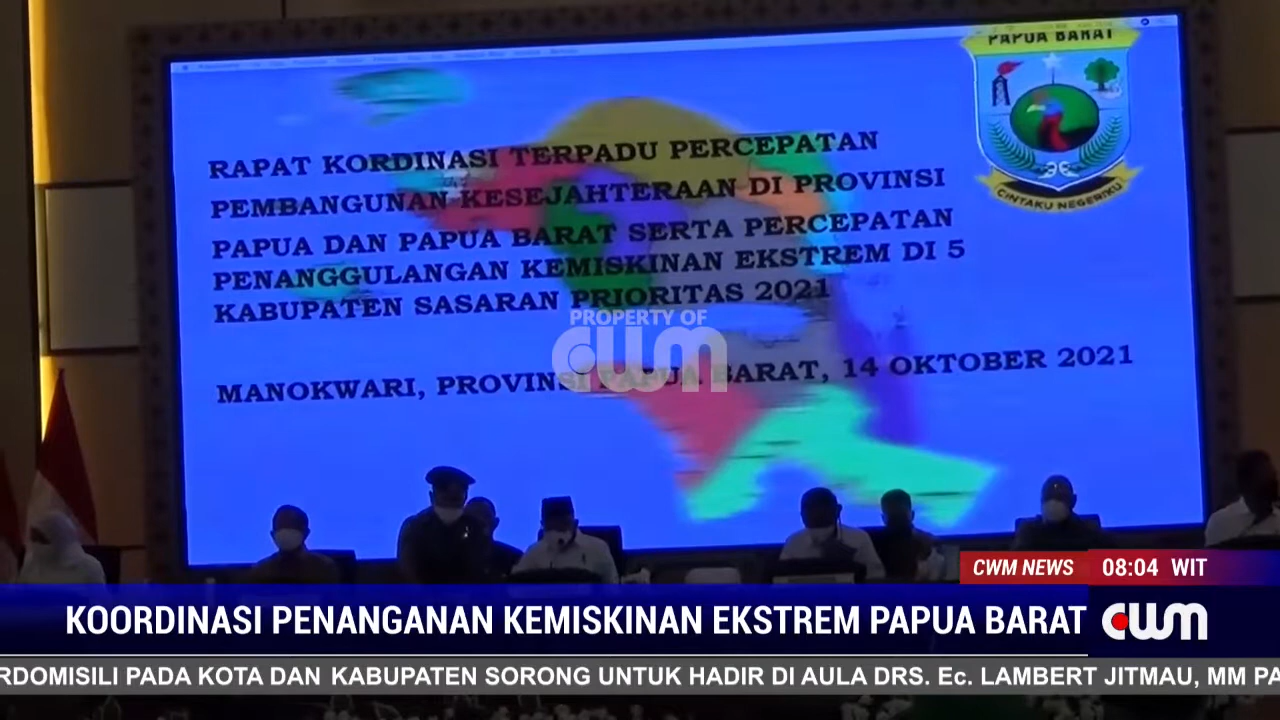 PAPUA BARAT
CINTAKU NEGERIKU
RAPAT KORDINASI TERPADU PERCEPATAN
PEMBANGUNAN KESEJAHTERAAN DI PROVINSI
PAPUA DAN PAPUA BARAT SERTA PERCEPATAN
PENANGGULANGAN KEMISKINAN EKSTREM DI 5
KABUPATEN SASARAN PRIORITAS 2021
PROPERTY OF
cwm
MANOKWARI, PROVINSI PAPUA BARAT, 14 OKTOBER 2021
CWM NEWS 08:04 WIT
KOORDINASI PENANGANAN KEMISKINAN EKSTREM PAPUA BARAT cwm
RDOMISILI PADA KOTA DAN KABUPATEN SORONG UNTUK HADIR DI AULA DRS. Ec. LAMBERT JITMAU, MM PA